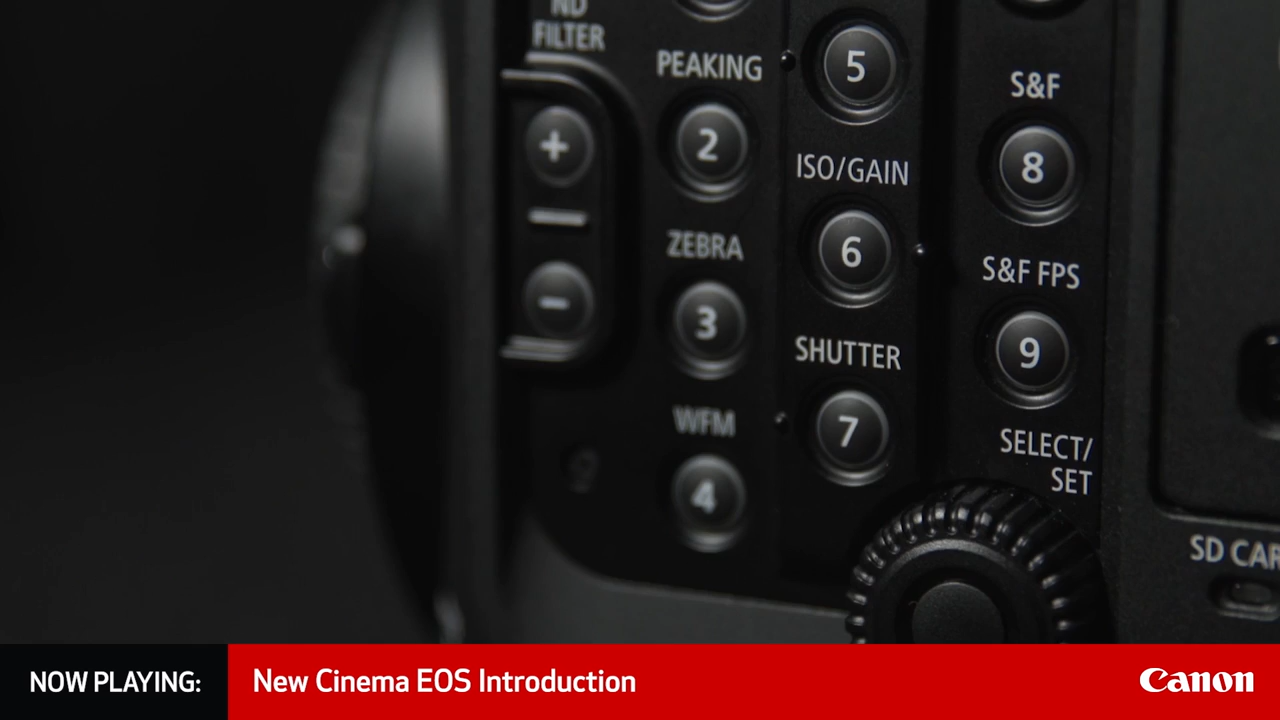 ND
FILTER
+
−
PEAKING
2
ZEBRA
3
WFM
4
5
ISO/GAIN
6
SHUTTER
7
S&F
8
S&F FPS
9
SELECT/
SET
SD CAR
NOW PLAYING:
New Cinema EOS Introduction
Canon